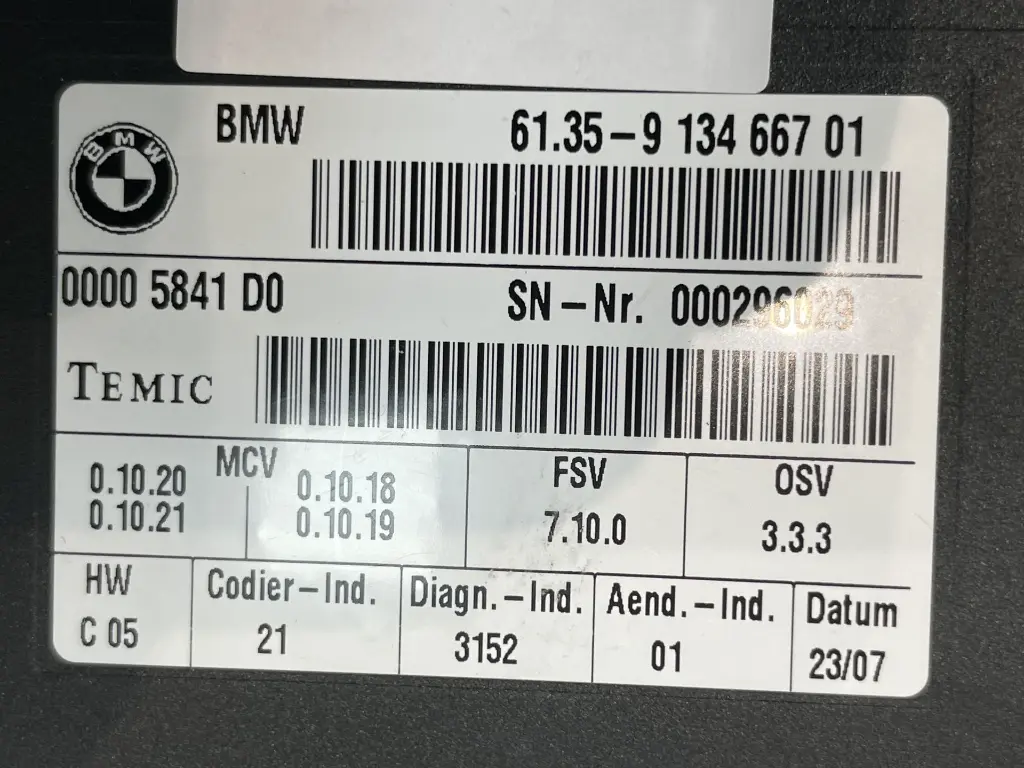 BMW
BMW 61.35-9 134 667 01
0000 5841 D0 SN-Nr. 000296029
TEMIC
MCV FSV OSV
0.10.20 0.10.18 7.10.0 3.3.3
0.10.21 0.10.19
HW Codier-Ind. Diagn.-Ind. Aend.-Ind. Datum
C 05 21 3152 01 23/07